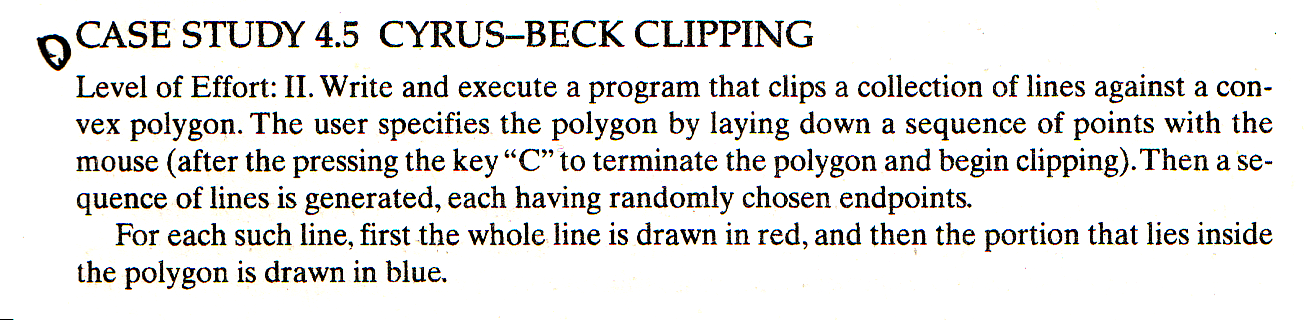 CASE STUDY 4.5 CYRUS–BECK CLIPPING
Level of Effort: II. Write and execute a program that clips a collection of lines against a con-
vex polygon. The user specifies the polygon by laying down a sequence of points with the
mouse (after the pressing the key “C” to terminate the polygon and begin clipping). Then a se-
quence of lines is generated, each having randomly chosen endpoints.
For each such line, first the whole line is drawn in red, and then the portion that lies inside
the polygon is drawn in blue.